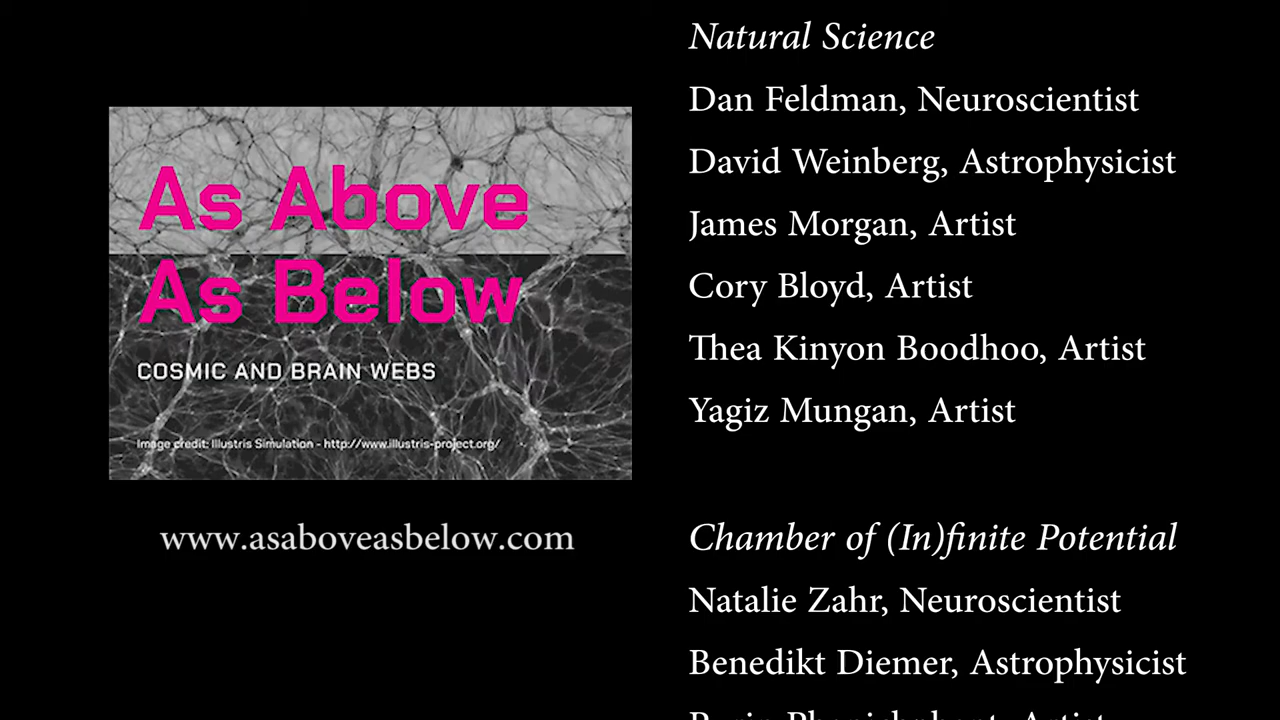 As Above
As Below
COSMIC AND BRAIN WEBS
Image credit: Illustris Simulation - http://www.illustris-project.org/
www.asaboveasbelow.com
Natural Science
Dan Feldman, Neuroscientist
David Weinberg, Astrophysicist
James Morgan, Artist
Cory Bloyd, Artist
Thea Kinyon Boodhoo, Artist
Yagiz Mungan, Artist
Chamber of (In)finite Potential
Natalie Zahr, Neuroscientist
Benedikt Diemer, Astrophysicist